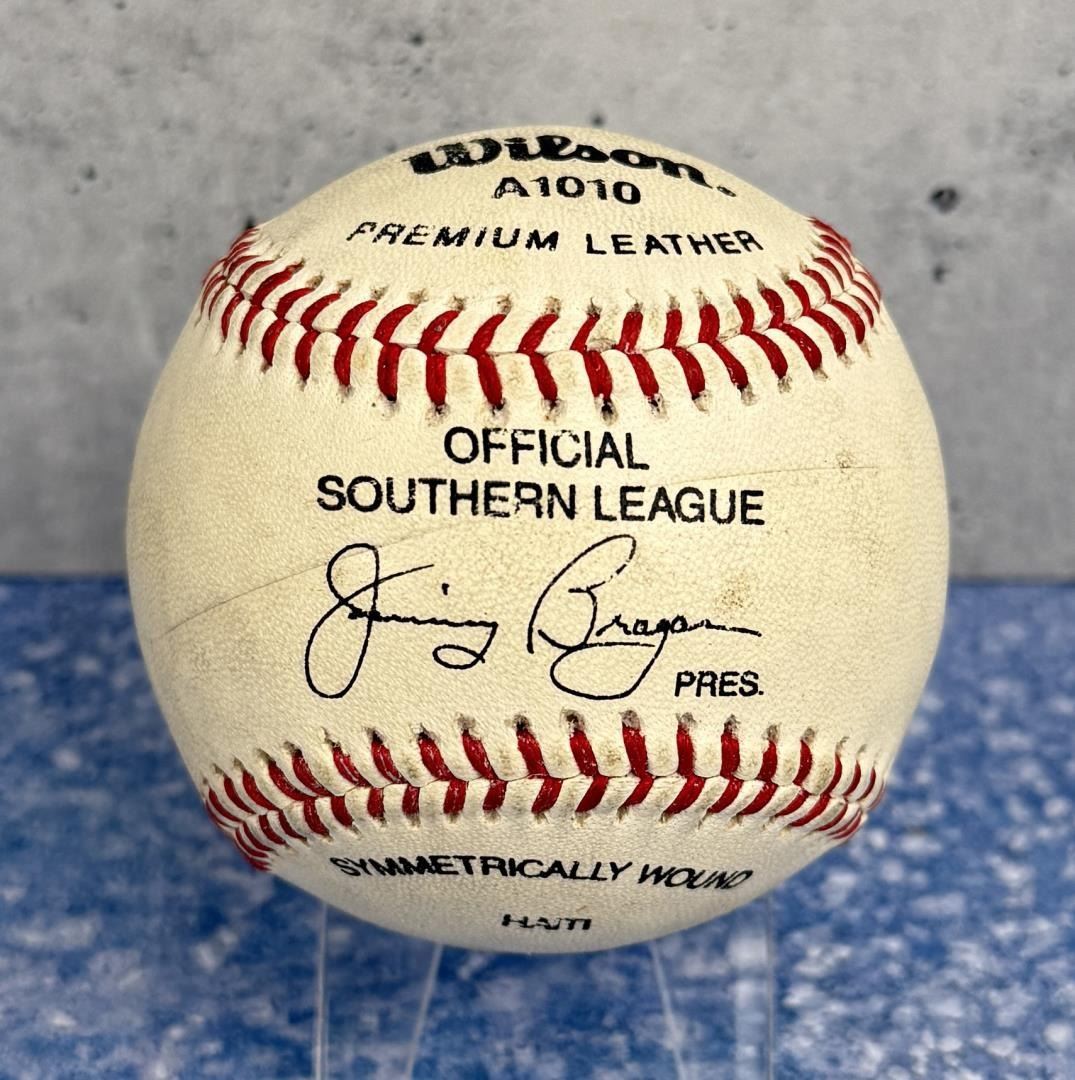 Wilson.
A1010
PREMIUM LEATHER
OFFICIAL
SOUTHERN LEAGUE
Jimmy Bragan
PRES.
SYMMETRICALLY WOUND
HAITI